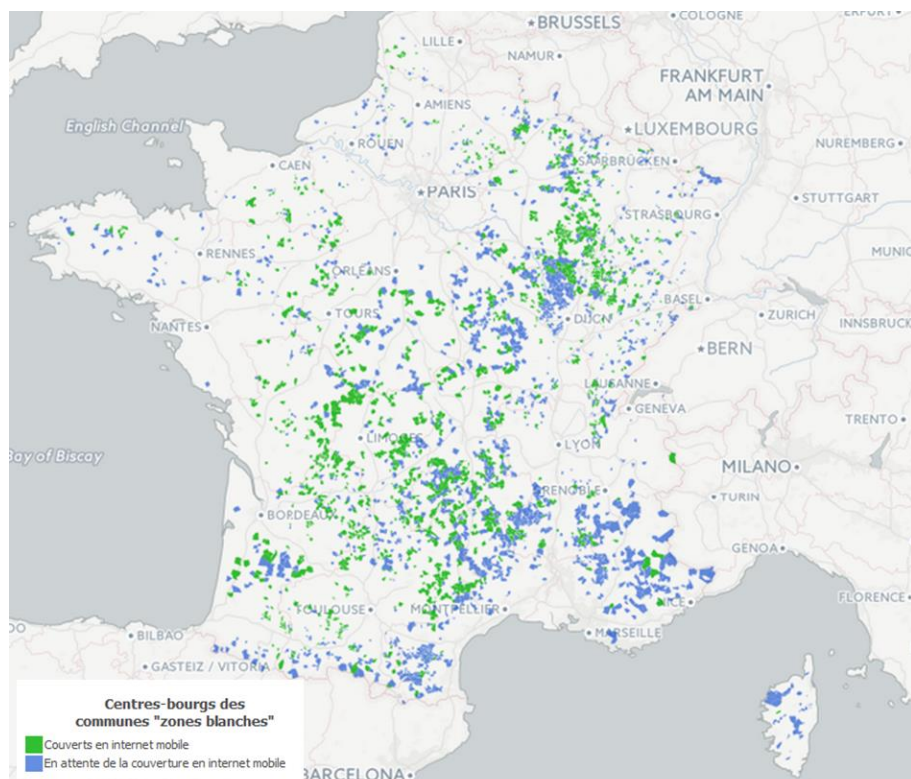 BRUSSELS
COLOGNE
ERFURT
LILLE
NAMUR
FRANKFURT
AM MAIN
AMIENS
English Channel
ROUEN
LUXEMBOURG
CAEN
SAARBRÜCKEN
NUREMBERG
PARIS
STUTTGART
STRASBOURG
RENNES
MUNIC
ORLÉANS
BASEL
NANTES
TOURS
DIJON
ZURICH
INNSBRUCK
BERN
LAUSANNE
GENEVA
TRENTO
LIMOGES
LYON
Bay of Biscay
MILANO
GRENOBLE
TURIN
BORDEAUX
GENOA
FLORENCE
TOULOUSE
MONTPELLIER
NICE
DO
BILBAO
MARSEILLE
GASTEIZ / VITORIA
Centres-bourgs des
communes "zones blanches"
Couverts en internet mobile
En attente de la couverture en internet mobile
BARCELONA